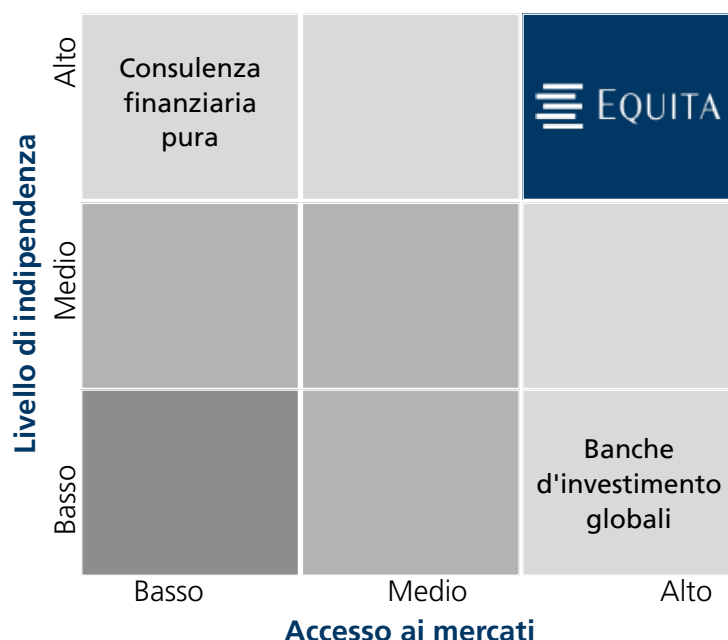 Livello di indipendenza
Alto
Medio
Basso
Consulenza
finanziaria
pura
EQUITA
Banche
d'investimento
globali
Basso
Medio
Alto
Accesso ai mercati